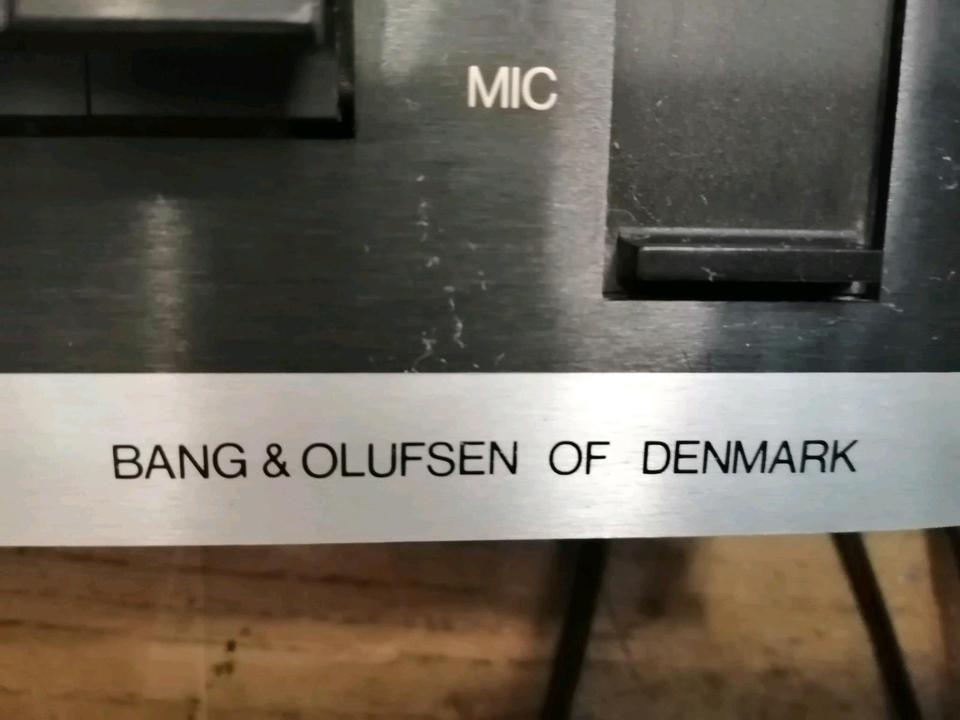 MIC
BANG & OLUFSEN OF DENMARK